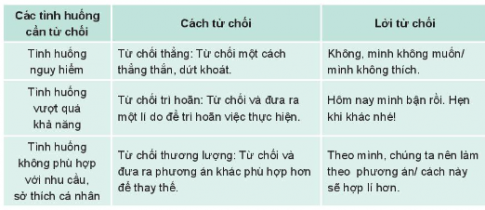 Các tình huống
cần từ chối
Cách từ chối
Lời từ chối
Tình huống
nguy hiểm
Từ chối thẳng: Từ chối một cách
thẳng thắn, dứt khoát.
Không, mình không muốn/
mình không thích.
Tình huống
vượt quá
khả năng
Từ chối trì hoãn: Từ chối và đưa ra
một lí do để trì hoãn việc thực hiện.
Hôm nay mình bận rồi. Hẹn
khi khác nhé!
Tình huống
không phù hợp
với nhu cầu,
sở thích cá nhân
Từ chối thương lượng: Từ chối và
đưa ra phương án khác phù hợp hơn
để thay thế.
Theo mình, chúng ta nên làm
theo phương án/ cách này
sẽ hợp lí hơn.